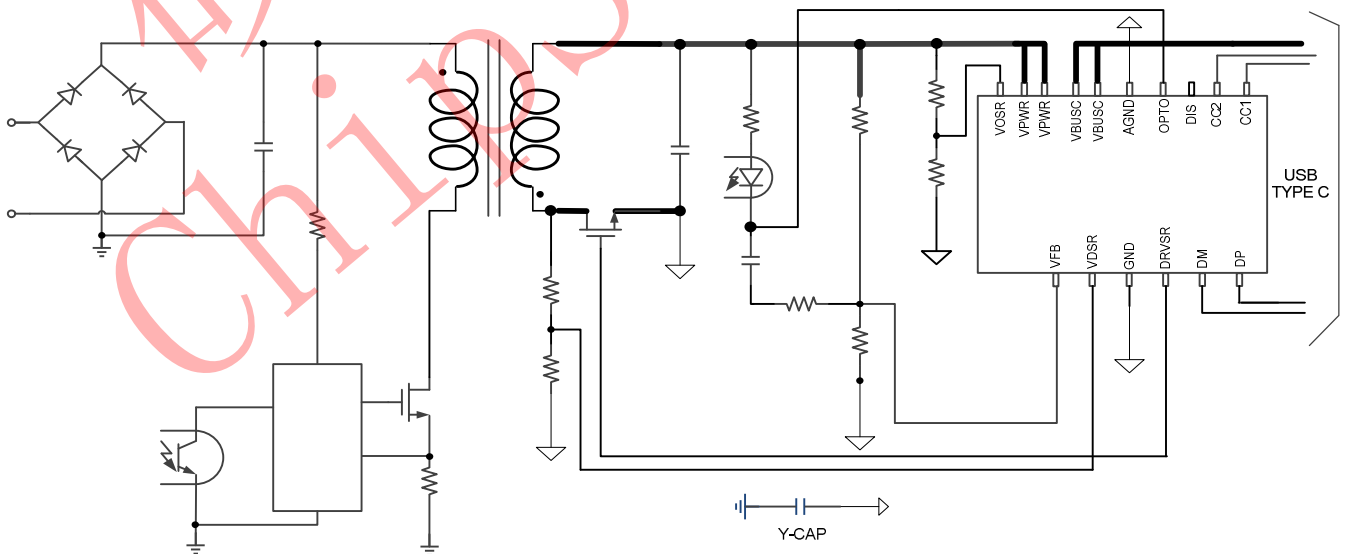 VOSR
VPWR
VPWR
VBUSC
VBUSC
AGND
OPTO
DIS
CC2
CC1
USB
TYPE C
VFB
VDSR
GND
DRVSR
DM
DP
Y-CAP